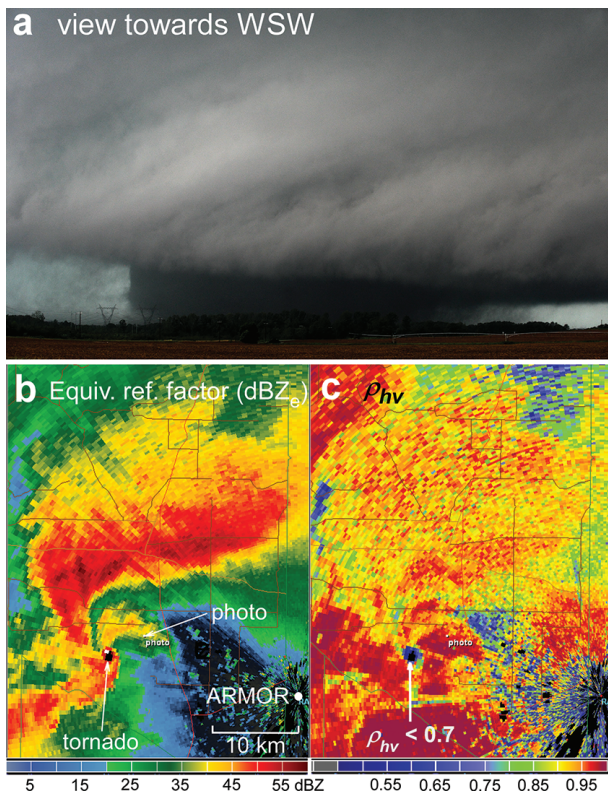 a view towards WSW
b Equiv. ref. factor (dBZe)
photo
photo
ARMOR
10 km
tornado
5 15 25 35 45 55 dBZ
c ρhv
photo
ρhv < 0.7
0.55 0.65 0.75 0.85 0.95